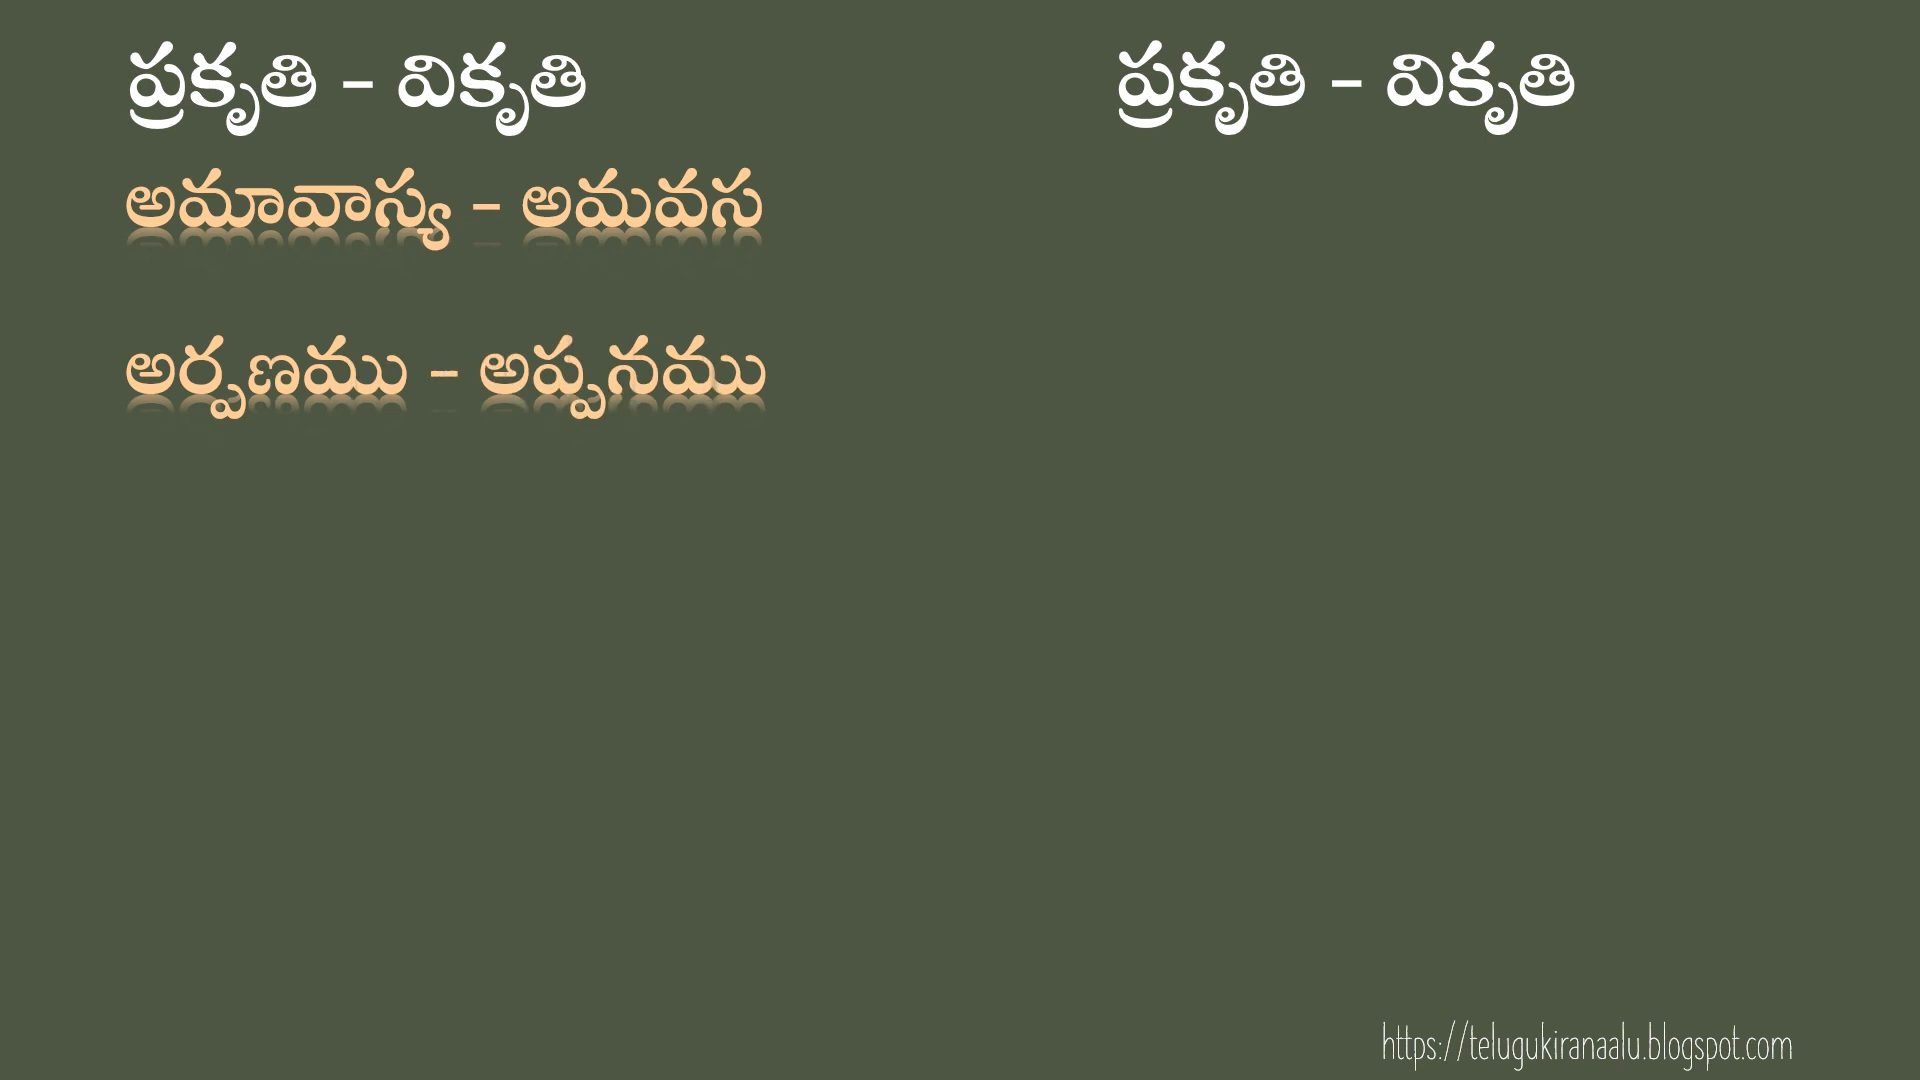 ప్రకృతి - వికృతి
ప్రకృతి - వికృతి
అమావాస్య - అమవస
అర్పణము - అప్పనము
https://telugukiranaalu.blogspot.com